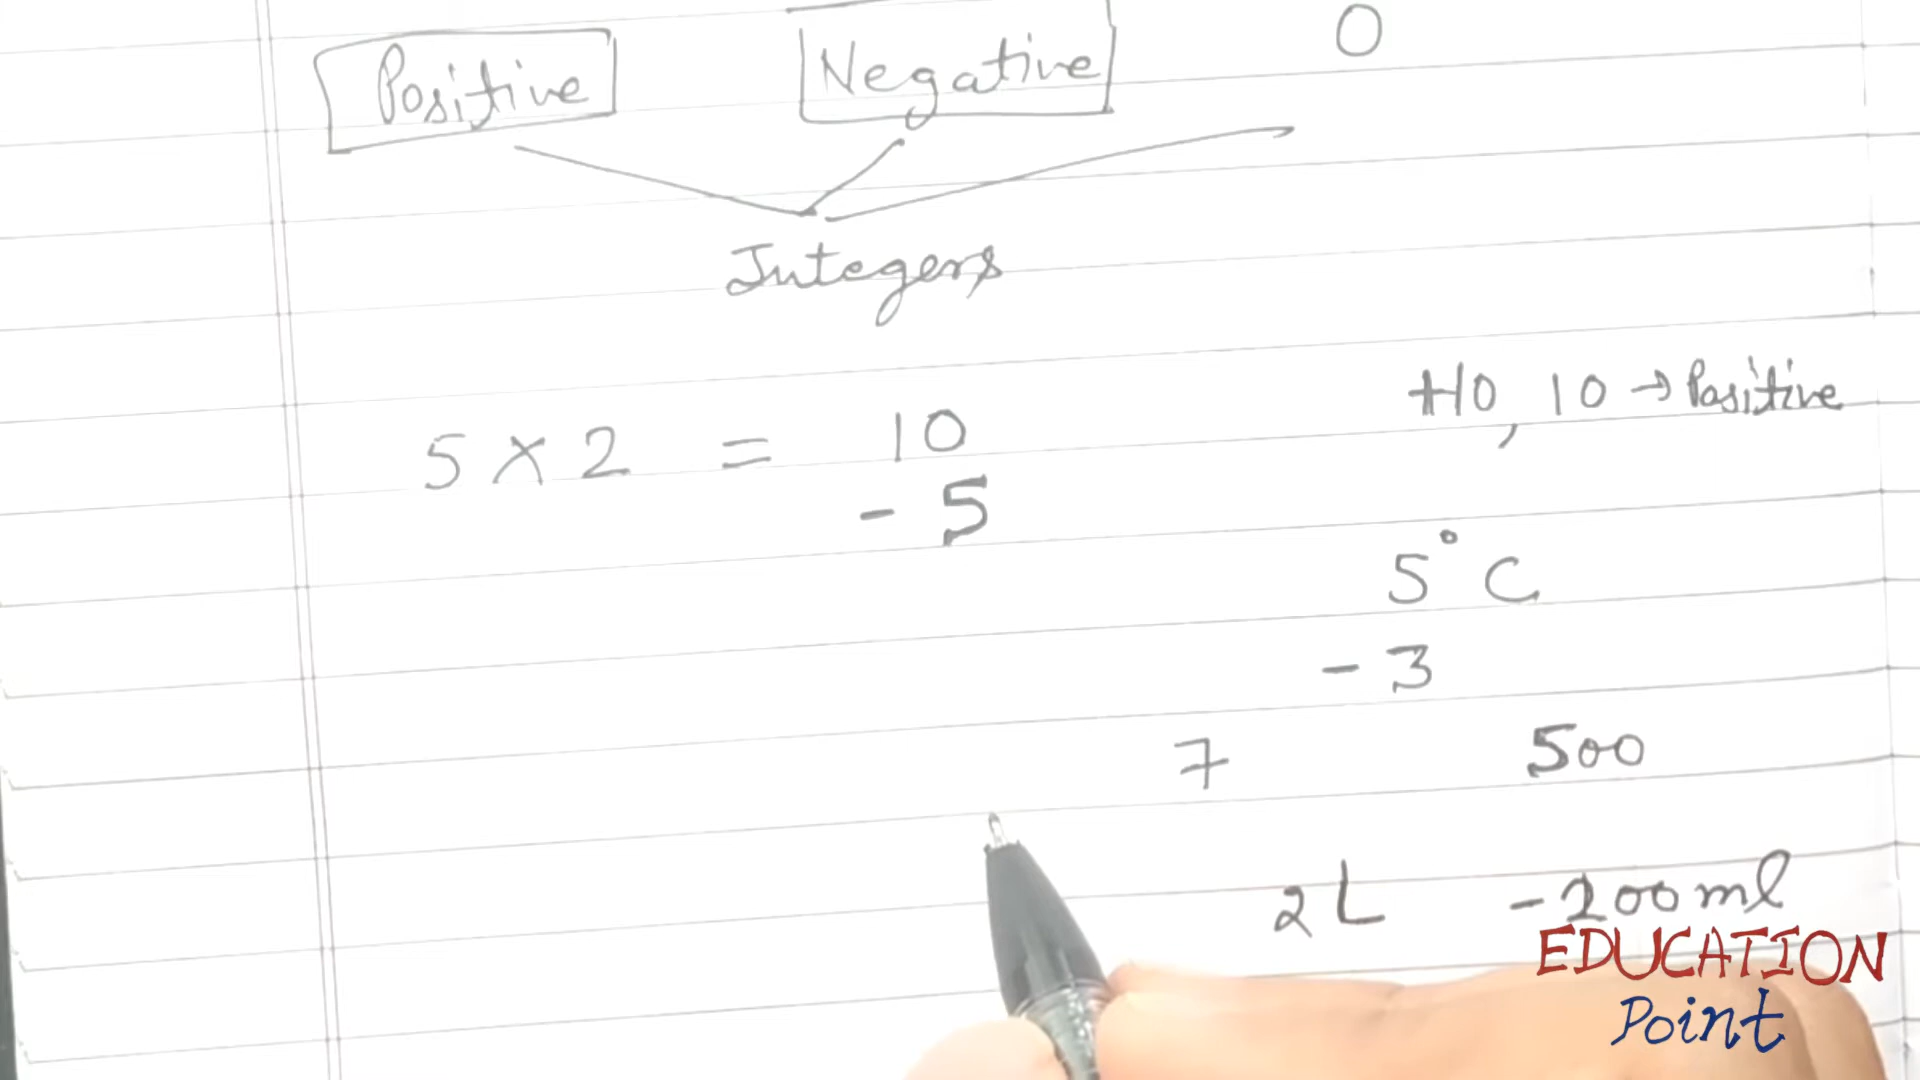 Positive Negative 0
Integers
5 × 2 = 10
- 5
+10, 10 → Positive
5°C
- 3
7 500
2L - 200ml
EDUCATION
Point